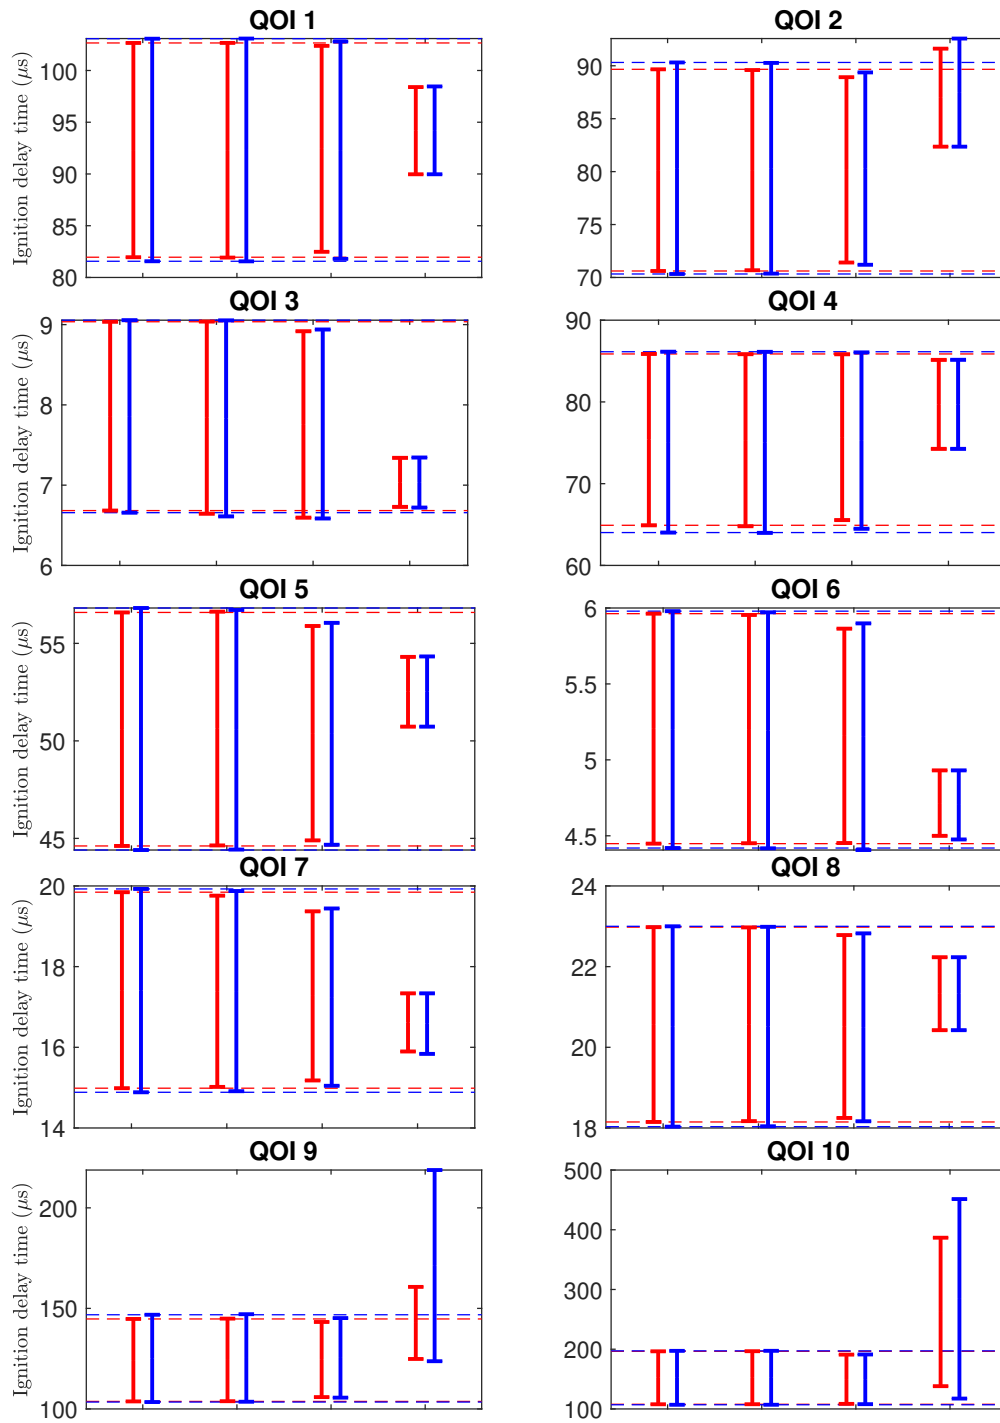 QOI 1
Ignition delay time (μs)
100
95
90
85
80
QOI 2
90
85
80
75
70
QOI 3
Ignition delay time (μs)
9
8
7
6
QOI 4
90
80
70
60
QOI 5
Ignition delay time (μs)
55
50
45
QOI 6
6
5.5
5
4.5
QOI 7
Ignition delay time (μs)
20
18
16
14
QOI 8
24
22
20
18
QOI 9
Ignition delay time (μs)
200
150
100
QOI 10
500
400
300
200
100